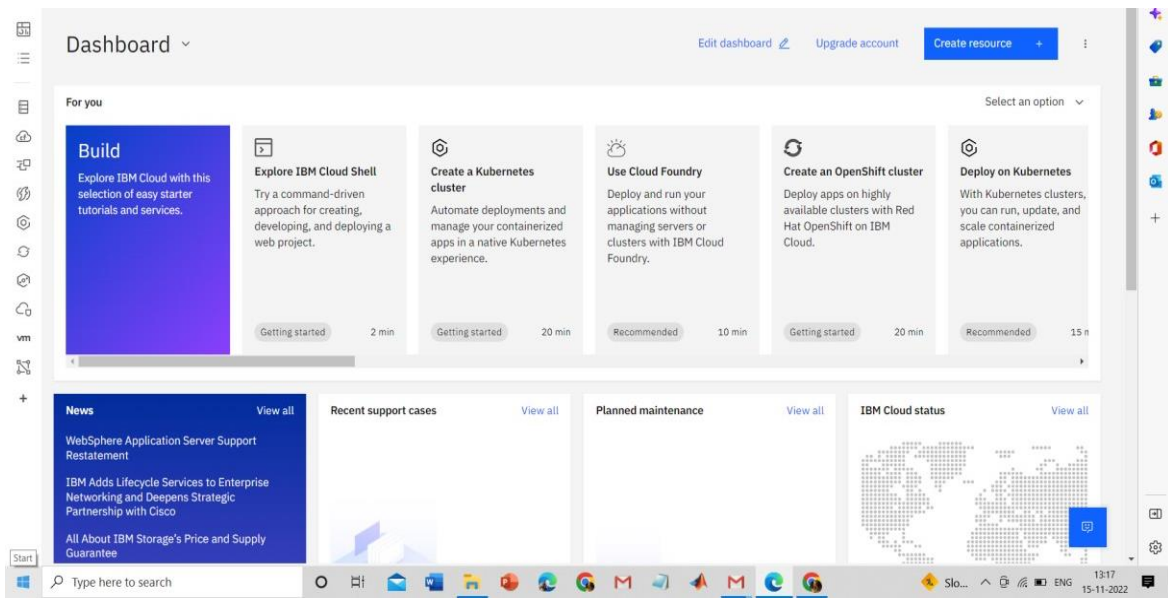 Dashboard
Edit dashboard
Upgrade account
Create resource +
For you
Select an option
Build
Explore IBM Cloud with this
selection of easy starter
tutorials and services.
Explore IBM Cloud Shell
Try a command-driven
approach for creating,
developing, and deploying a
web project.
Getting started 2 min
Create a Kubernetes
cluster
Automate deployments and
manage your containerized
apps in a native Kubernetes
experience.
Getting started 20 min
Use Cloud Foundry
Deploy and run your
applications without
managing servers or
clusters with IBM Cloud
Foundry.
Recommended 10 min
Create an OpenShift cluster
Deploy apps on highly
available clusters with Red
Hat OpenShift on IBM
Cloud.
Getting started 20 min
Deploy on Kubernetes
With Kubernetes clusters,
you can run, update, and
scale containerized
applications.
Recommended 15
vm
News View all
WebSphere Application Server Support
Restatement
IBM Adds Lifecycle Services to Enterprise
Networking and Deepens Strategic
Partnership with Cisco
All About IBM Storage's Price and Supply
Guarantee
Recent support cases View all
Planned maintenance View all
IBM Cloud status View all
Start
Type here to search
Slo...
ENG
13:17
15-11-2022